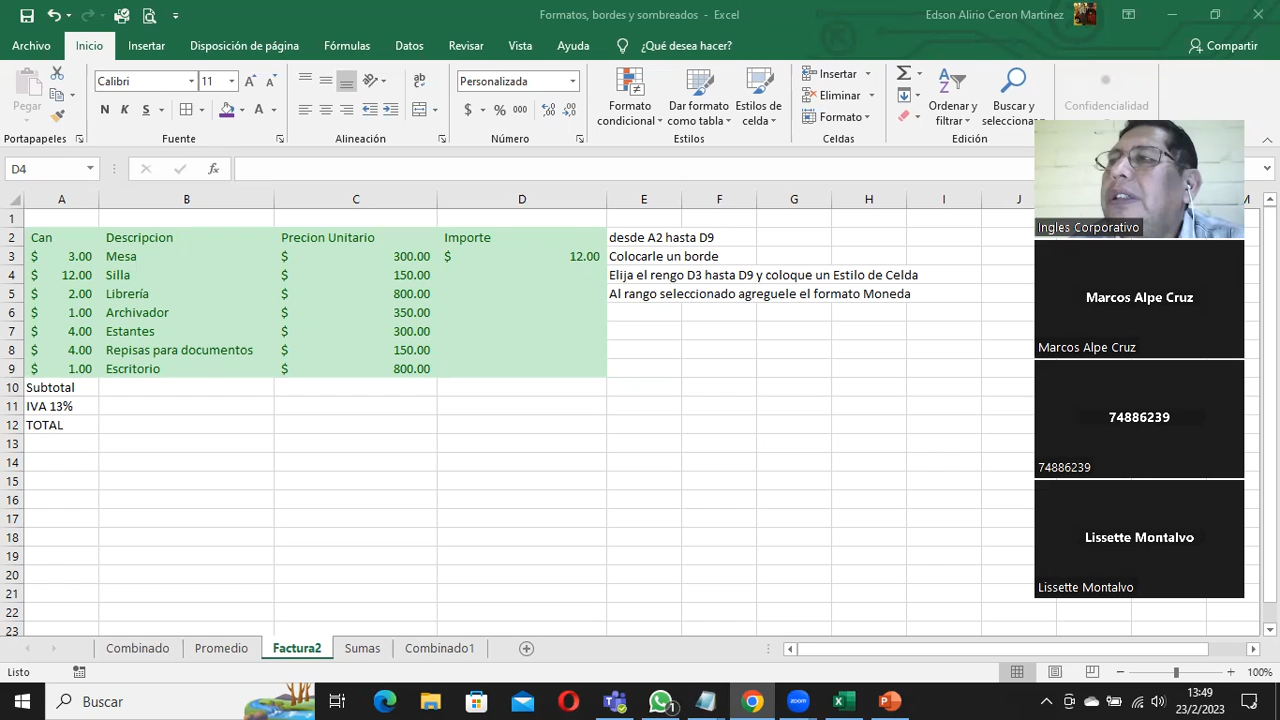 Formatos, bordes y sombreados - Excel
Edson Alirio Ceron Martinez
Archivo Inicio Insertar Disposición de página Fórmulas Datos Revisar Vista Ayuda ¿Qué desea hacer? Compartir
Pegar
Calibri 11
N K S
Personalizada
$ % 000
Formato condicional
Dar formato como tabla
Estilos de celda
Insertar
Eliminar
Formato
Ordenar y filtrar
Buscar y seleccionar
Confidencialidad
Portapapeles Fuente Alineación Número Estilos Celdas Edición
D4 fx
A B C D E F G H I J M
1
2 Can Descripcion Precion Unitario Importe desde A2 hasta D9
3 $ 3.00 Mesa $ 300.00 $ 12.00 Colocarle un borde
4 $ 12.00 Silla $ 150.00 Elija el rengo D3 hasta D9 y coloque un Estilo de Celda
5 $ 2.00 Librería $ 800.00 Al rango seleccionado agreguele el formato Moneda
6 $ 1.00 Archivador $ 350.00
7 $ 4.00 Estantes $ 300.00
8 $ 4.00 Repisas para documentos $ 150.00
9 $ 1.00 Escritorio $ 800.00
10 Subtotal
11 IVA 13%
12 TOTAL
13
14
15
16
17
18
19
20
21
22
23
Ingles Corporativo
Marcos Alpe Cruz
Marcos Alpe Cruz
74886239
74886239
Lissette Montalvo
Lissette Montalvo
Combinado Promedio Factura2 Sumas Combinado1
Listo
100%
Buscar
1
13:49
23/2/2023